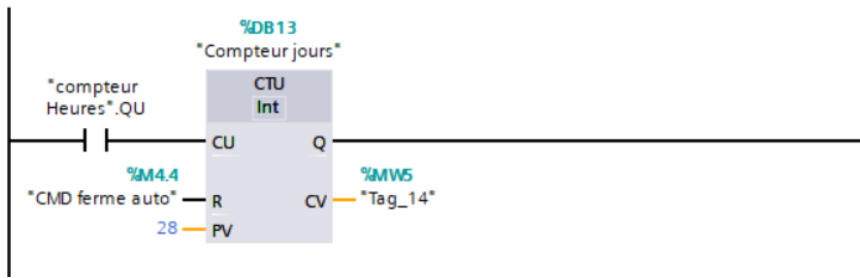 %DB13
"Compteur jours"
"compteur
Heures".QU
CTU
Int
CU
Q
%M4.4
%MW5
"CMD ferme auto"
R
CV
"Tag_14"
28
PV